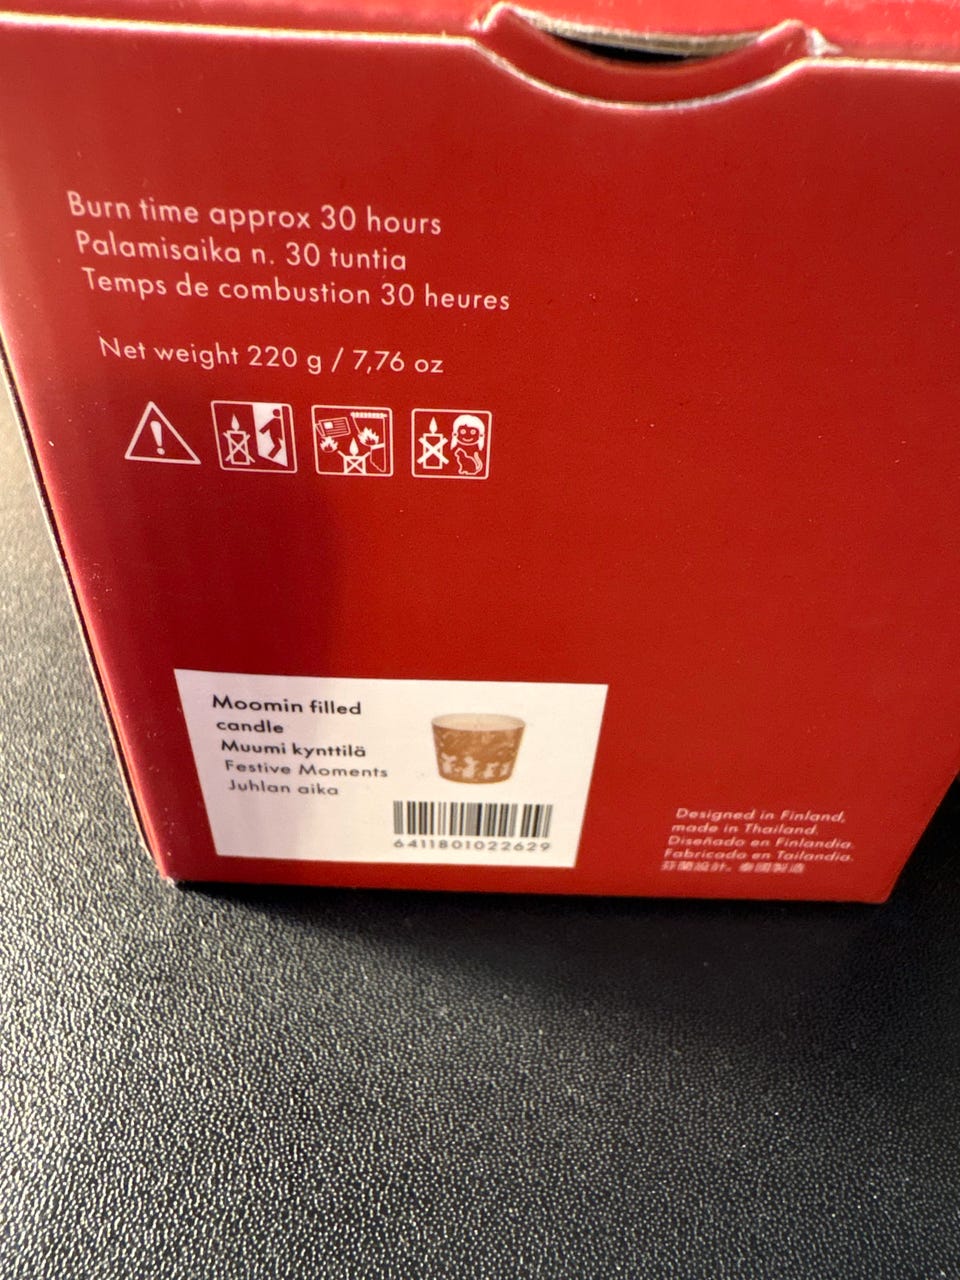 Burn time approx 30 hours
Palamisaika n. 30 tuntia
Temps de combustion 30 heures
Net weight 220 g / 7,76 oz
Moomin filled
candle
Muumi kynttilä
Festive Moments
Juhlan aika
6411801022629
Designed in Finland,
made in Thailand.
Diseñado en Finlandia.
Fabricado en Tailandia.
芬蘭設計。泰國製造